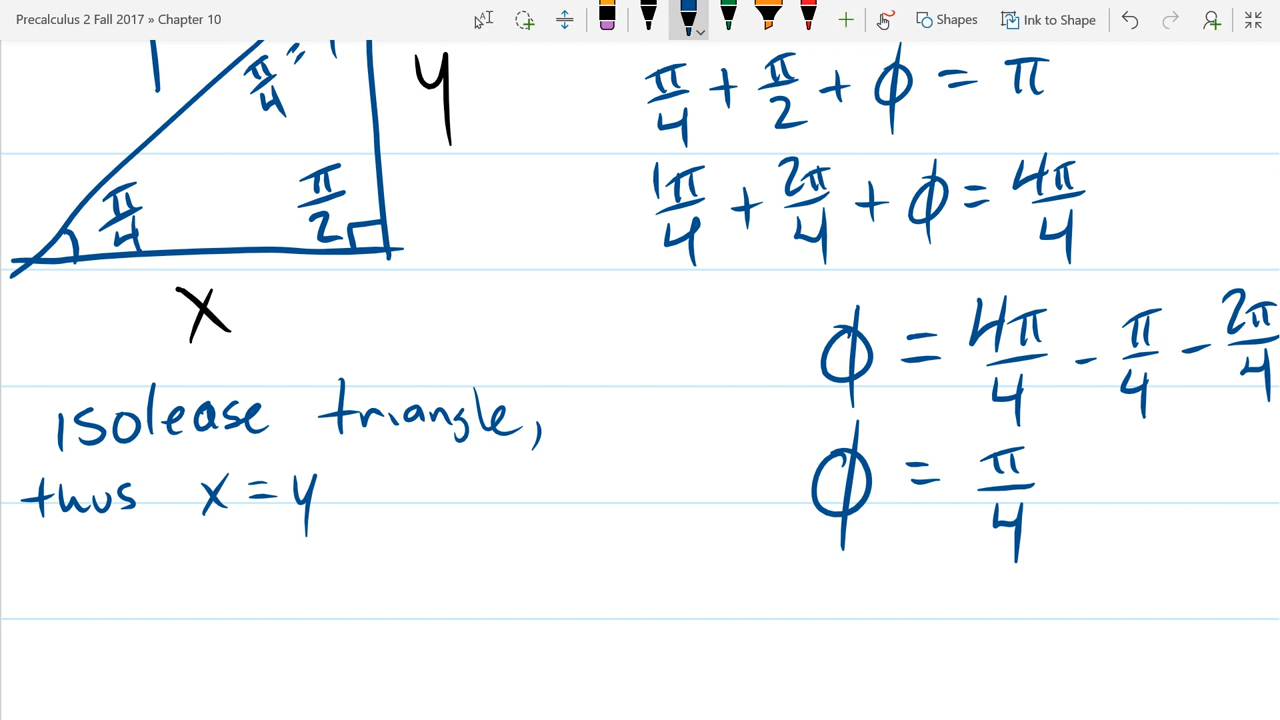 Precalculus 2 Fall 2017 » Chapter 10
Shapes
Ink to Shape
π/4 =
y
π/4
π/2
x
isolease triangle,
thus x = y
π/4 + π/2 + ϕ = π
1π/4 + 2π/4 + ϕ = 4π/4
ϕ = 4π/4 - π/4 - 2π/4
ϕ = π/4